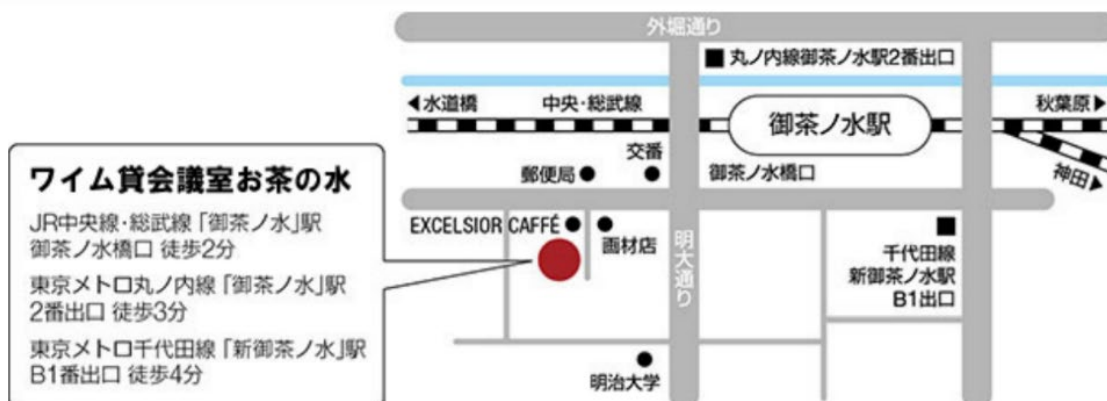 外堀通り
丸ノ内線御茶ノ水駅2番出口
水道橋
中央・総武線
御茶ノ水駅
秋葉原
神田
交番
郵便局
御茶ノ水橋口
EXCELSIOR CAFFÉ
画材店
明大通り
千代田線
新御茶ノ水駅
B1出口
明治大学
ワイム貸会議室お茶の水
JR中央線・総武線「御茶ノ水」駅
御茶ノ水橋口 徒歩2分
東京メトロ丸ノ内線「御茶ノ水」駅
2番出口 徒歩3分
東京メトロ千代田線「新御茶ノ水」駅
B1番出口 徒歩4分